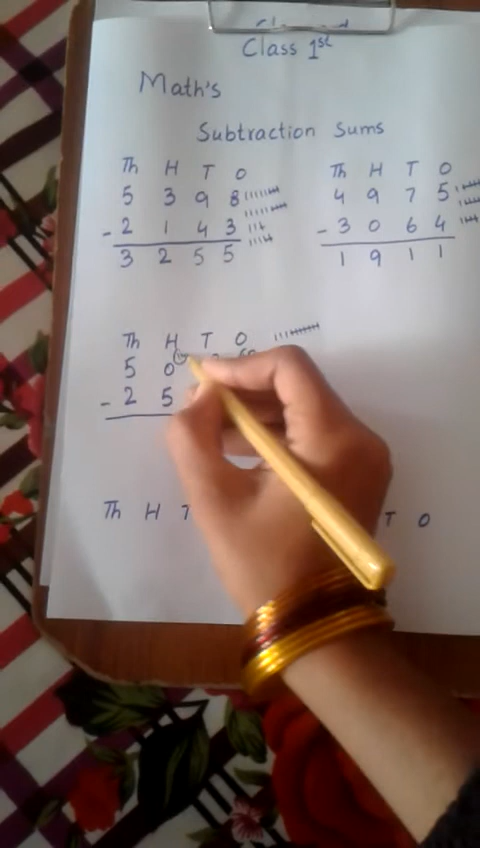 Class 1st
Math's
Subtraction Sums
Th H T O
5 3 9 8
- 2 1 4 3
3 2 5 5
Th H T O
4 9 7 5
- 3 0 6 4
1 9 1 1
Th H T O
5 0
- 2 5
Th H T
T O